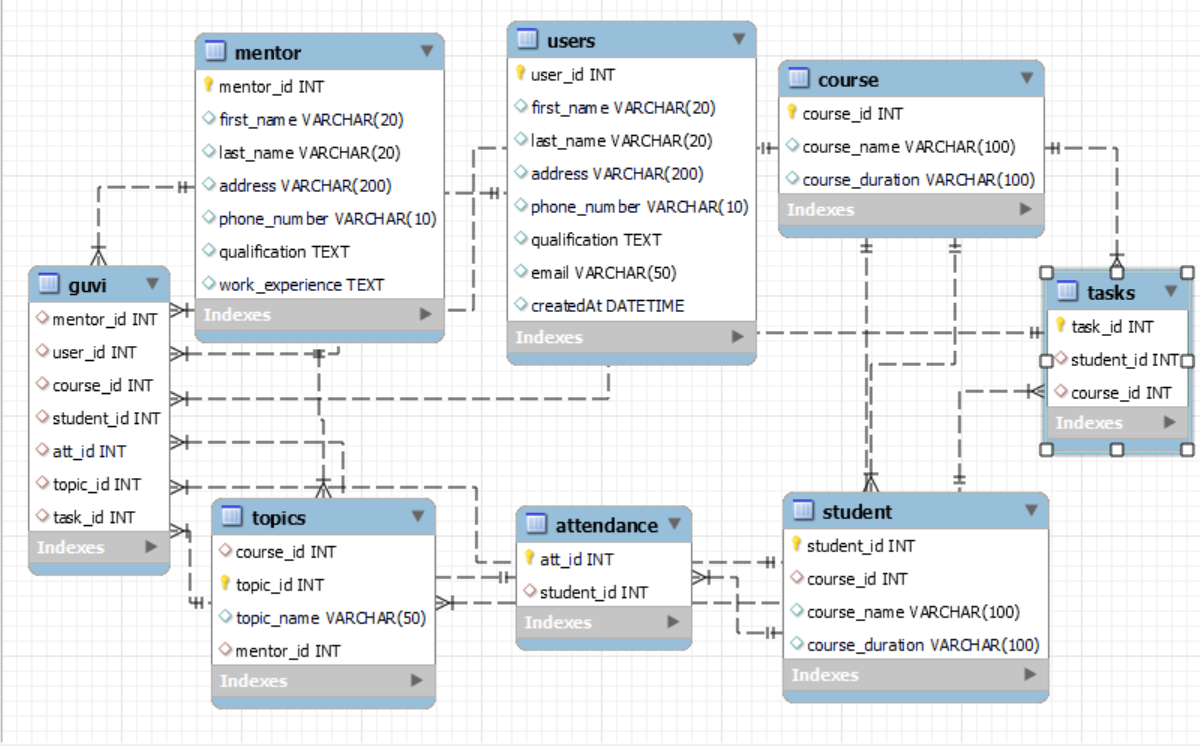 mentor
mentor_id INT
first_name VARCHAR(20)
last_name VARCHAR(20)
address VARCHAR(200)
phone_number VARCHAR(10)
qualification TEXT
work_experience TEXT
Indexes
users
user_id INT
first_name VARCHAR(20)
last_name VARCHAR(20)
address VARCHAR(200)
phone_number VARCHAR(10)
qualification TEXT
email VARCHAR(50)
createdAt DATETIME
Indexes
course
course_id INT
course_name VARCHAR(100)
course_duration VARCHAR(100)
Indexes
guvi
mentor_id INT
user_id INT
course_id INT
student_id INT
att_id INT
topic_id INT
task_id INT
Indexes
tasks
task_id INT
student_id INT
course_id INT
Indexes
topics
course_id INT
topic_id INT
topic_name VARCHAR(50)
mentor_id INT
Indexes
attendance
att_id INT
student_id INT
Indexes
student
student_id INT
course_id INT
course_name VARCHAR(100)
course_duration VARCHAR(100)
Indexes